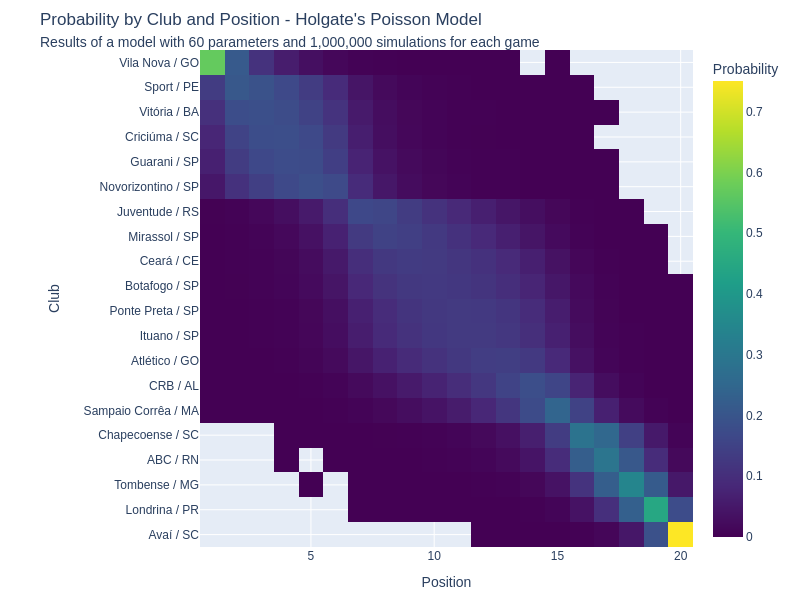 Probability by Club and Position - Holgate's Poisson Model
Results of a model with 60 parameters and 1,000,000 simulations for each game
Probability
Vila Nova / GO
Sport / PE
Vitória / BA
Criciúma / SC
Guarani / SP
Novorizontino / SP
Juventude / RS
Mirassol / SP
Ceará / CE
Botafogo / SP
Ponte Preta / SP
Ituano / SP
Atlético / GO
CRB / AL
Sampaio Corrêa / MA
Chapecoense / SC
ABC / RN
Tombense / MG
Londrina / PR
Avaí / SC
Club
5
10
15
20
Position
0.7
0.6
0.5
0.4
0.3
0.2
0.1
0